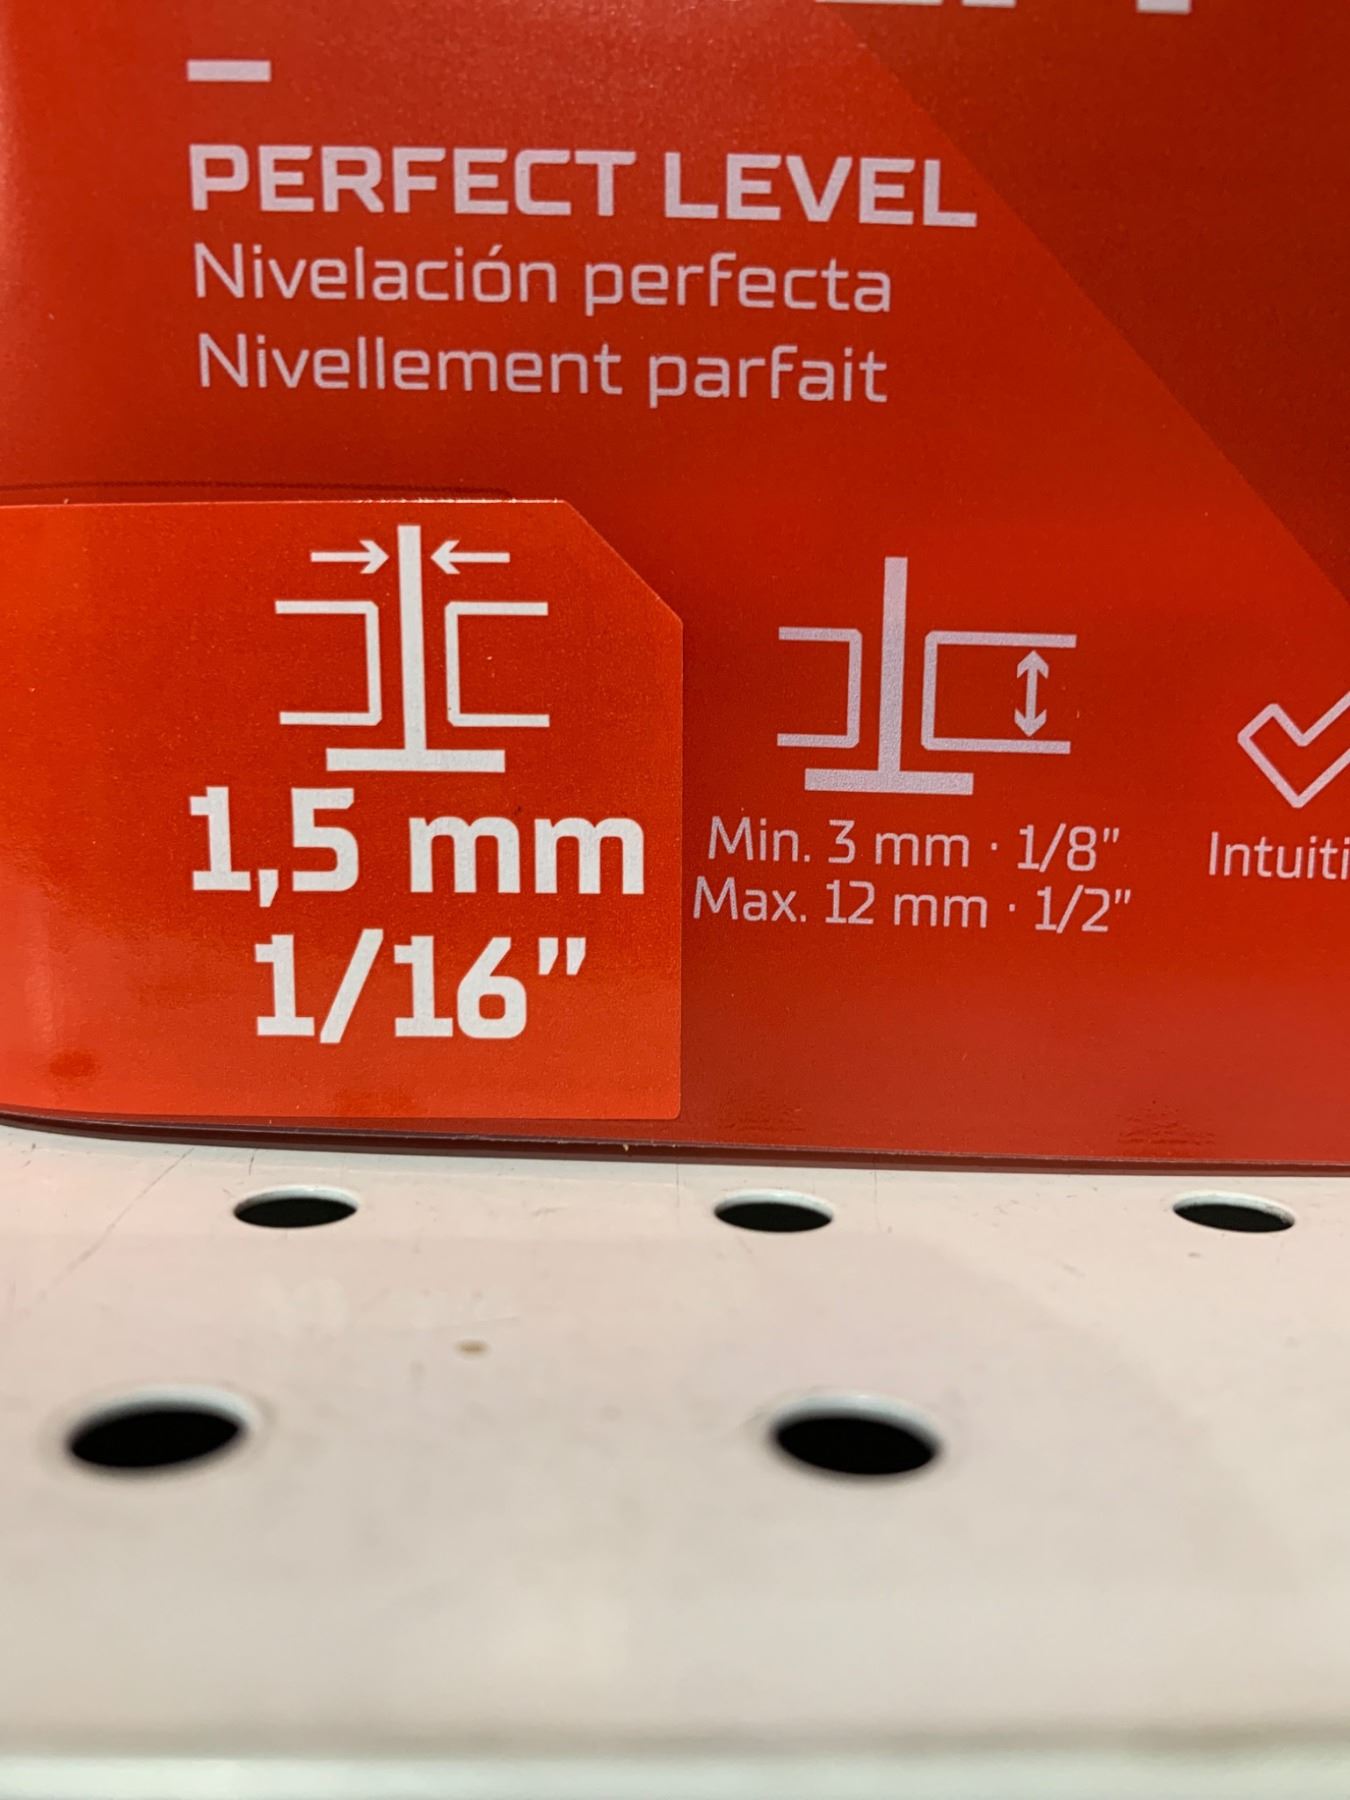 PERFECT LEVEL
Nivelación perfecta
Nivellement parfait
1,5 mm
1/16”
Min. 3 mm · 1/8”
Max. 12 mm · 1/2”